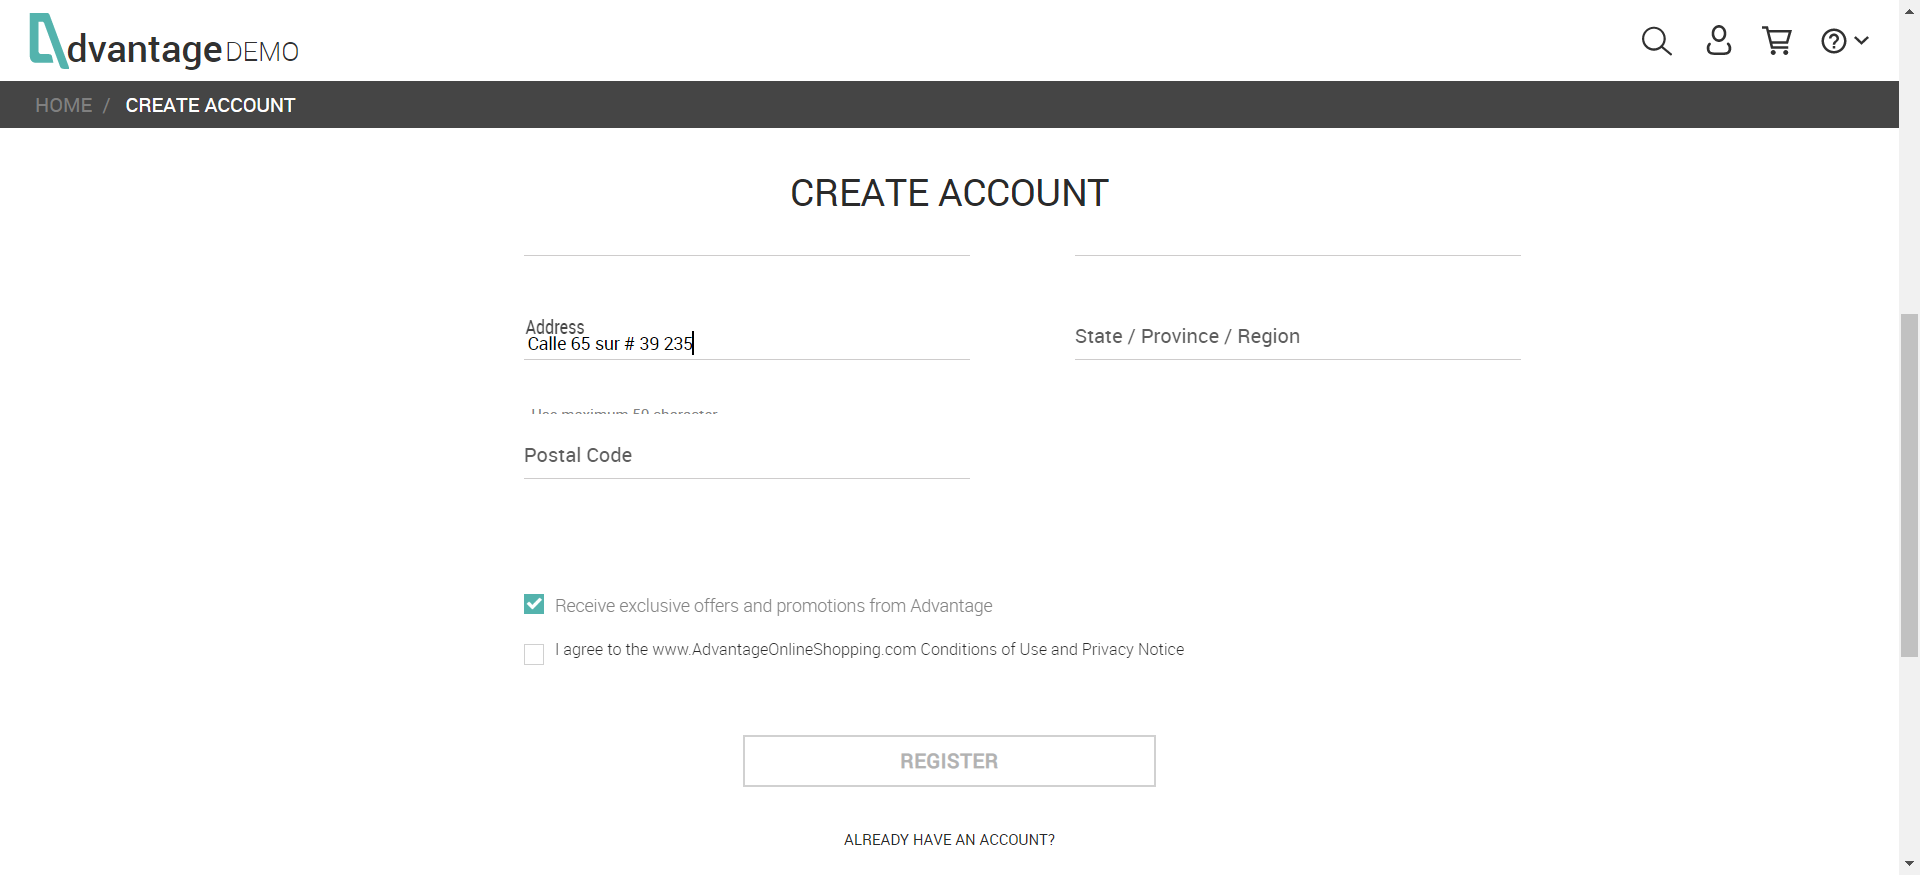 dvantage DEMO
HOME / CREATE ACCOUNT
CREATE ACCOUNT
Address
Calle 65 sur # 39 235
State / Province / Region
Use maximum 50 character
Postal Code
Receive exclusive offers and promotions from Advantage
I agree to the www.AdvantageOnlineShopping.com Conditions of Use and Privacy Notice
REGISTER
ALREADY HAVE AN ACCOUNT?